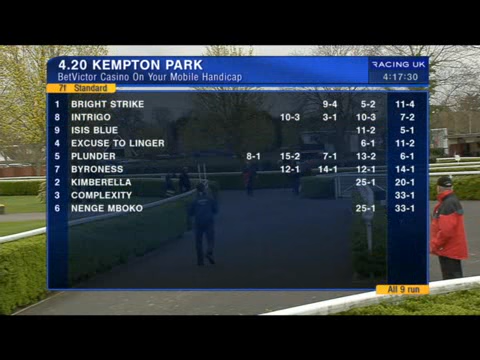 4.20 KEMPTON PARK
RACING UK
BetVictor Casino On Your Mobile Handicap
4:17:30
7f Standard
1 BRIGHT STRIKE 9-4 5-2 11-4
8 INTRIGO 10-3 3-1 10-3 7-2
9 ISIS BLUE 11-2 5-1
4 EXCUSE TO LINGER 6-1 11-2
5 PLUNDER 8-1 15-2 7-1 13-2 6-1
7 BYRONESS 12-1 14-1 12-1 14-1
2 KIMBERELLA 25-1 20-1
3 COMPLEXITY 33-1
6 NENGE MBOKO 25-1 33-1
All 9 run